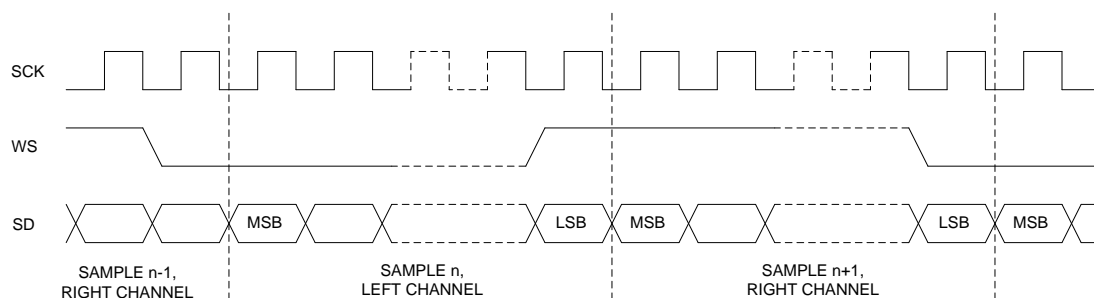 SCK
WS
SD
MSB
LSB
MSB
LSB
MSB
SAMPLE n-1,
RIGHT CHANNEL
SAMPLE n,
LEFT CHANNEL
SAMPLE n+1,
RIGHT CHANNEL